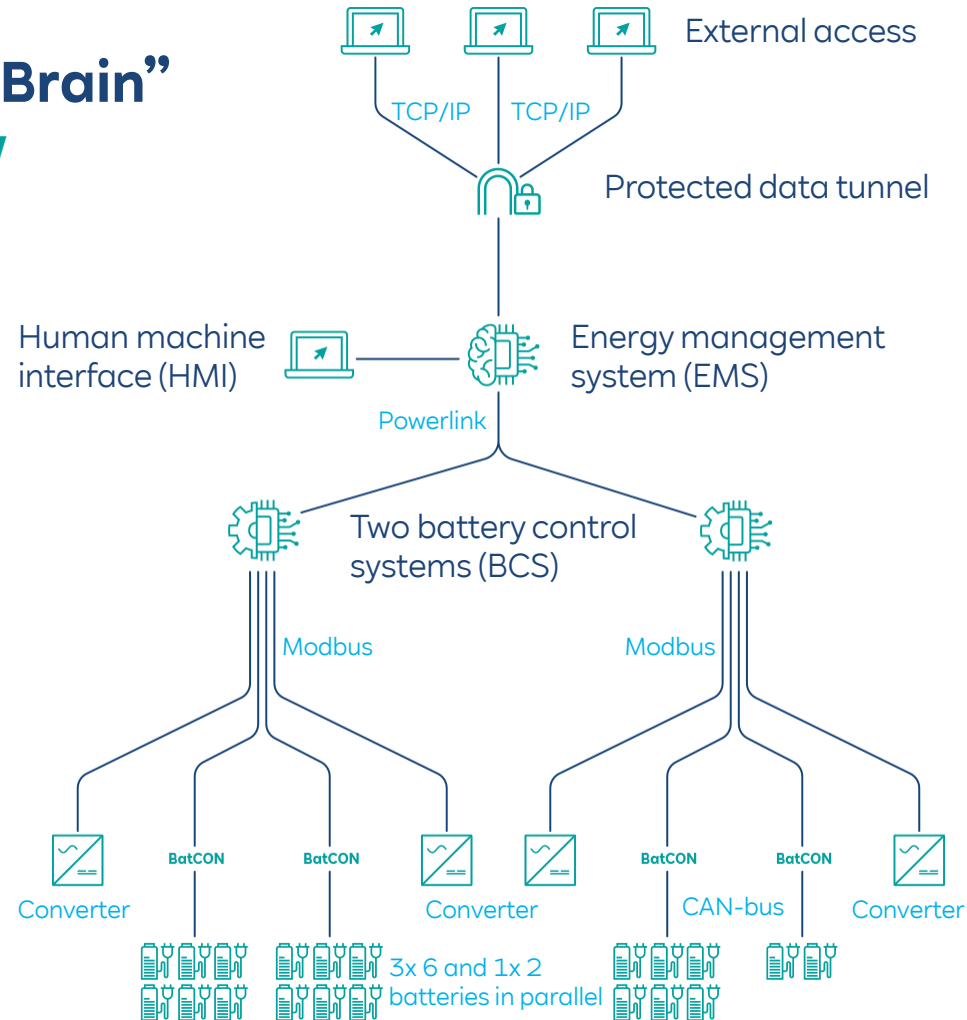 Brain”
External access
TCP/IP
TCP/IP
Protected data tunnel
Human machine
interface (HMI)
Energy management
system (EMS)
Powerlink
Two battery control
systems (BCS)
Modbus
Modbus
BatCON
BatCON
BatCON
BatCON
Converter
Converter
CAN-bus
Converter
3x 6 and 1x 2
batteries in parallel